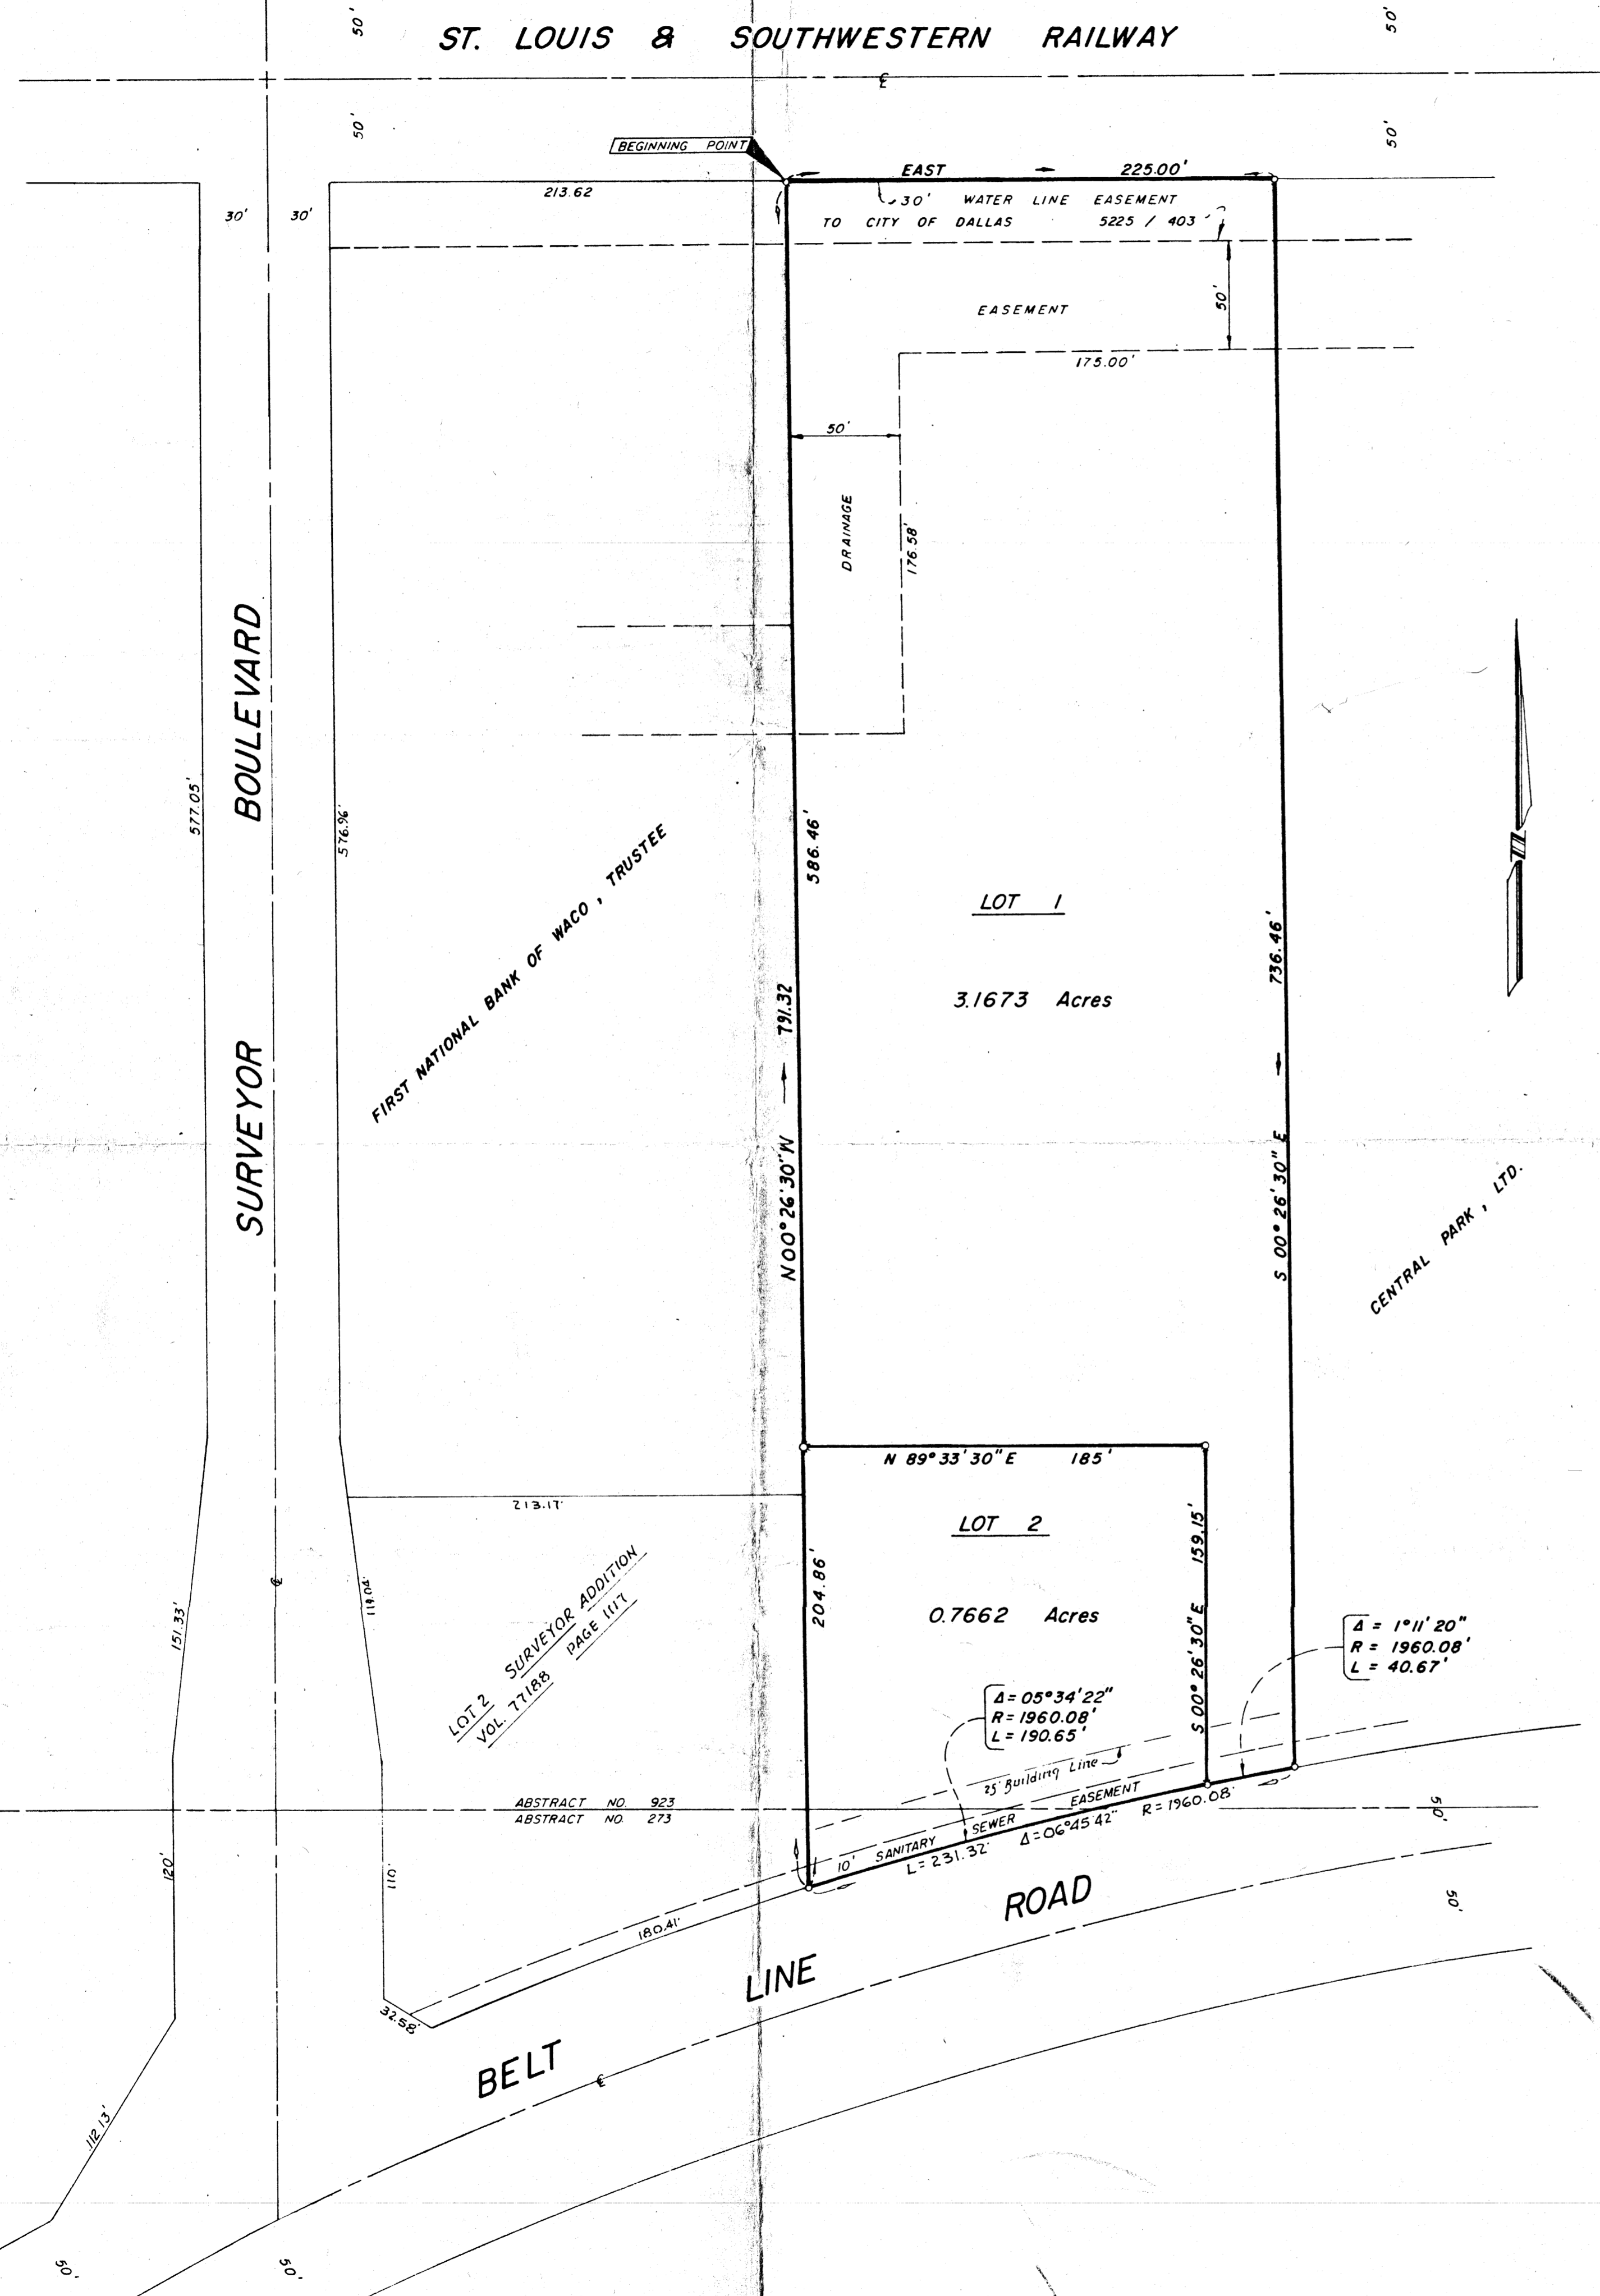 50'
50'
ST. LOUIS & SOUTHWESTERN RAILWAY
℄
50'
50'
BEGINNING POINT
EAST 225.00'
213.62
30' WATER LINE EASEMENT
TO CITY OF DALLAS 5225 / 403
30'
30'
50'
EASEMENT
175.00'
50'
DRAINAGE
176.58'
SURVEYOR BOULEVARD
577.05'
576.96'
FIRST NATIONAL BANK OF WACO, TRUSTEE
586.46'
LOT 1
3.1673 Acres
N 00° 26' 30" W 791.32
S 00° 26' 30" E 736.46'
CENTRAL PARK, LTD.
N 89° 33' 30" E 185'
213.17'
LOT 2
0.7662 Acres
204.86'
S 00° 26' 30" E 159.15'
℄
119.04'
151.33'
LOT 2 SURVEYOR ADDITION
VOL. 77188 PAGE 1117
Δ = 1° 11' 20"
R = 1960.08'
L = 40.67'
Δ = 05° 34' 22"
R = 1960.08'
L = 190.65'
25' Building Line
ABSTRACT NO. 923
ABSTRACT NO. 273
10' SANITARY SEWER EASEMENT
L = 231.32' Δ = 06° 45' 42" R = 1960.08'
50'
120'
110'
180.41'
50'
32.58'
BELT LINE ROAD
℄
112.13'
50'
50'